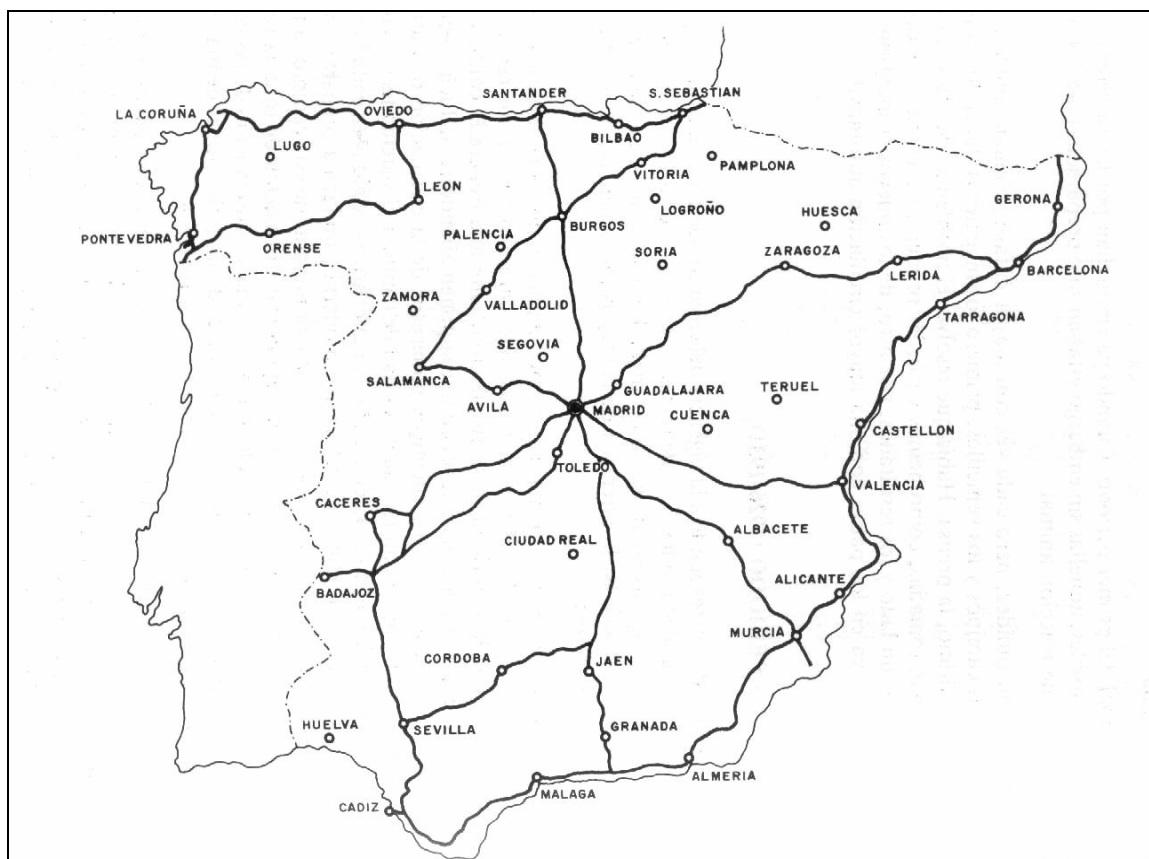 SANTANDER
S. SEBASTIAN
LA CORUÑA
OVIEDO
BILBAO
LUGO
PAMPLONA
VITORIA
LEON
LOGROÑO
GERONA
HUESCA
BURGOS
PONTEVEDRA
ORENSE
PALENCIA
SORIA
ZARAGOZA
LERIDA
BARCELONA
ZAMORA
VALLADOLID
TARRAGONA
SEGOVIA
SALAMANCA
GUADALAJARA
TERUEL
AVILA
MADRID
CUENCA
CASTELLON
TOLEDO
VALENCIA
CACERES
ALBACETE
CIUDAD REAL
ALICANTE
BADAJOZ
MURCIA
CORDOBA
JAEN
HUELVA
SEVILLA
GRANADA
ALMERIA
MALAGA
CADIZ